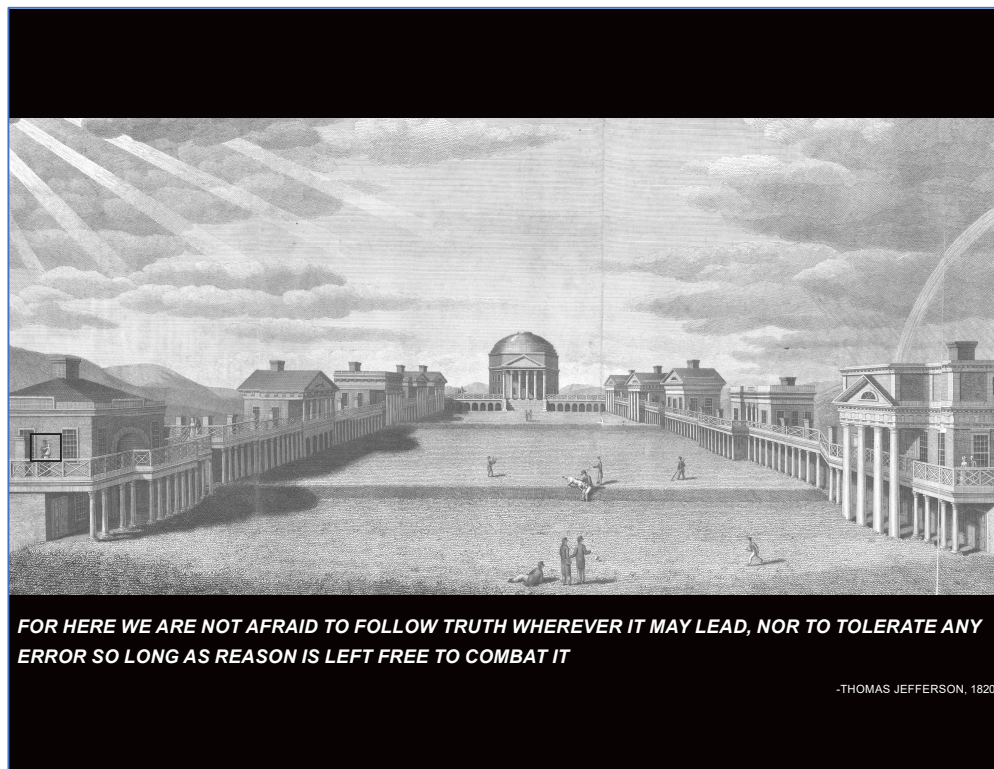 FOR HERE WE ARE NOT AFRAID TO FOLLOW TRUTH WHEREVER IT MAY LEAD, NOR TO TOLERATE ANY
ERROR SO LONG AS REASON IS LEFT FREE TO COMBAT IT
-THOMAS JEFFERSON, 1820